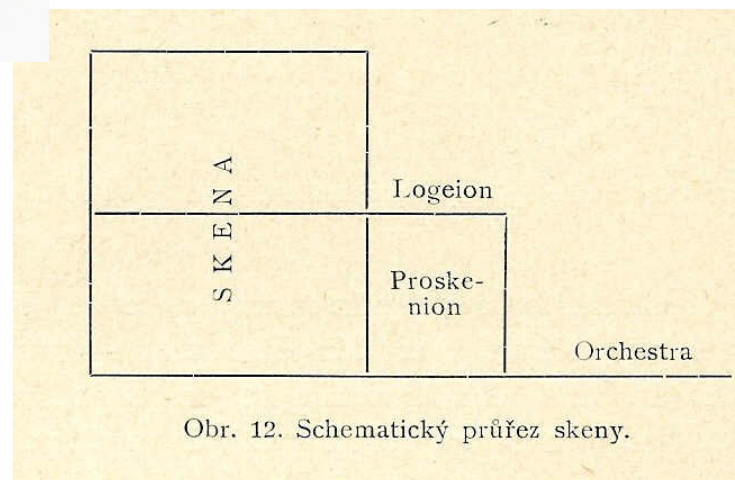 SKENA
Logeion
Proske-
nion
Orchestra
Obr. 12. Schematický průřez skeny.